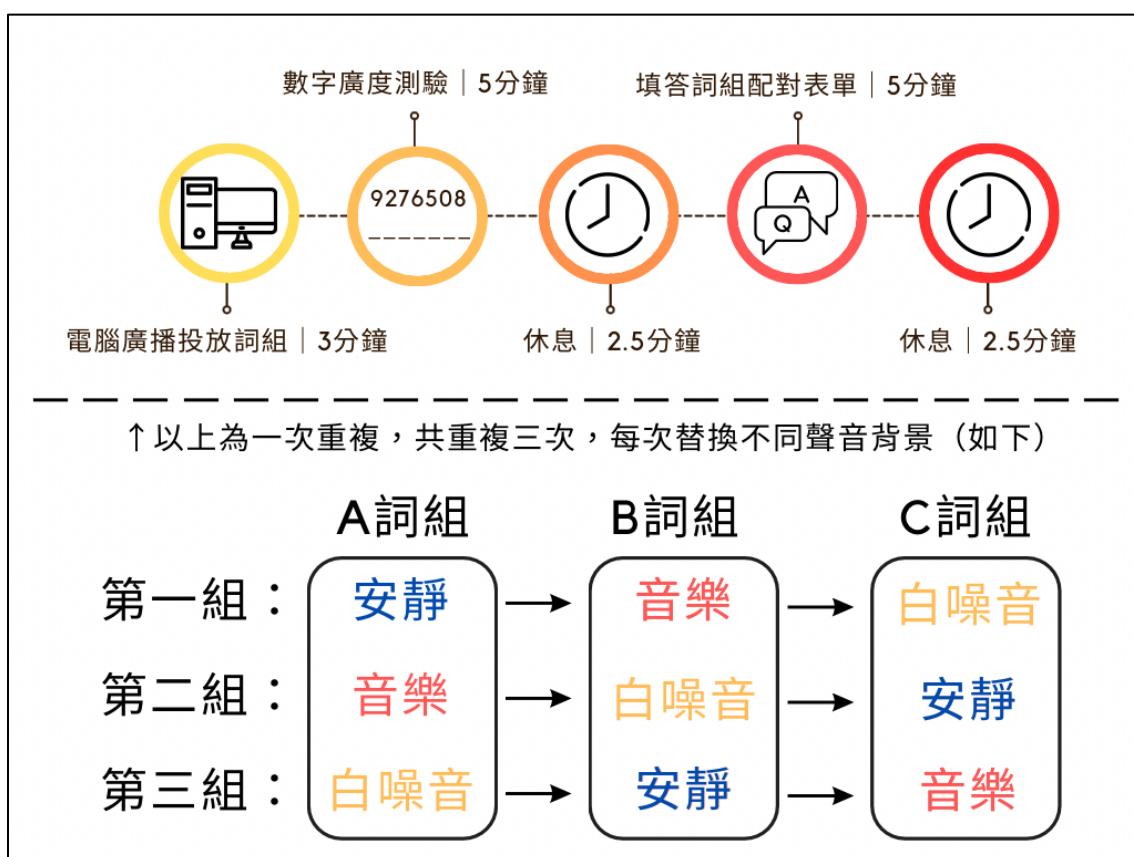 數字廣度測驗｜5分鐘 填答詞組配對表單｜5分鐘
9276508
_______
A
Q
電腦廣播投放詞組｜3分鐘 休息｜2.5分鐘 休息｜2.5分鐘
↑以上為一次重複，共重複三次，每次替換不同聲音背景（如下）
A詞組 B詞組 C詞組
第一組： 安靜 → 音樂 → 白噪音
第二組： 音樂 → 白噪音 → 安靜
第三組： 白噪音 → 安靜 → 音樂